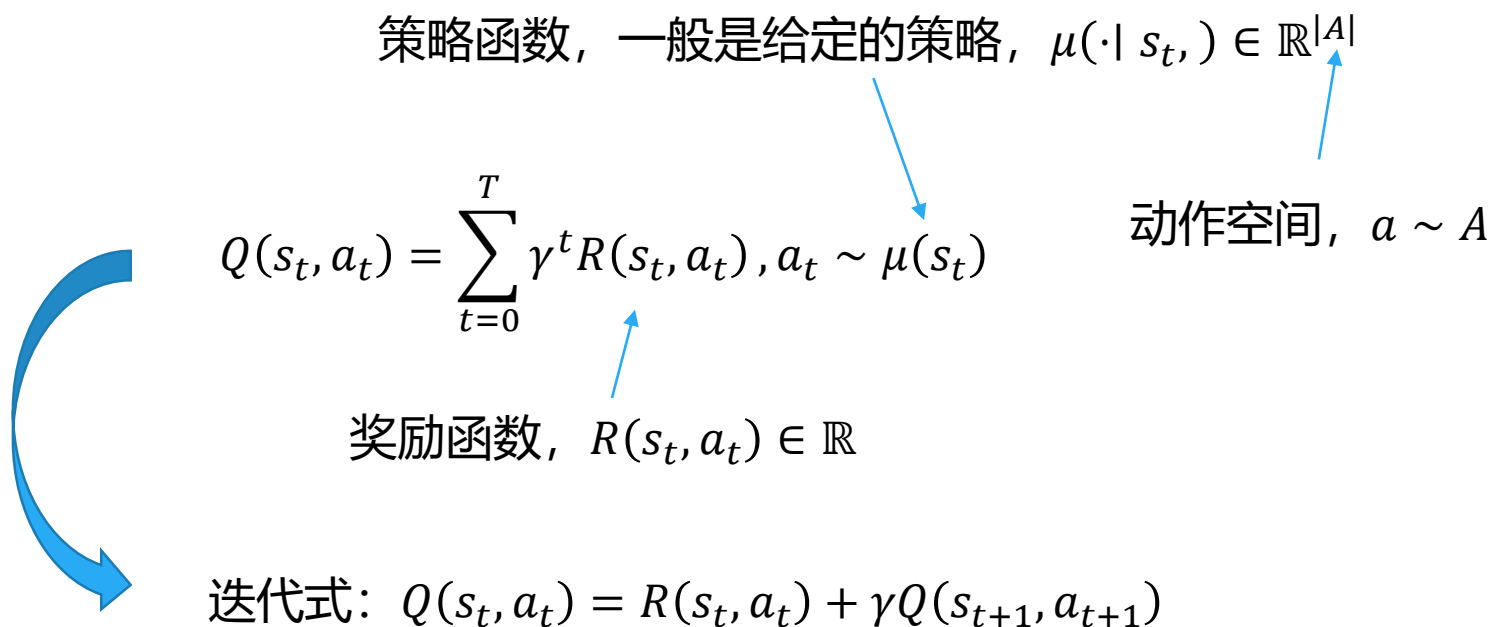 策略函数，一般是给定的策略，μ(·| s_t, ) ∈ ℝ^{|A|}
动作空间，a ~ A
Q(s_t, a_t) = \sum_{t=0}^{T} γ^t R(s_t, a_t) , a_t ~ μ(s_t)
奖励函数，R(s_t, a_t) ∈ ℝ
迭代式：Q(s_t, a_t) = R(s_t, a_t) + γQ(s_{t+1}, a_{t+1})